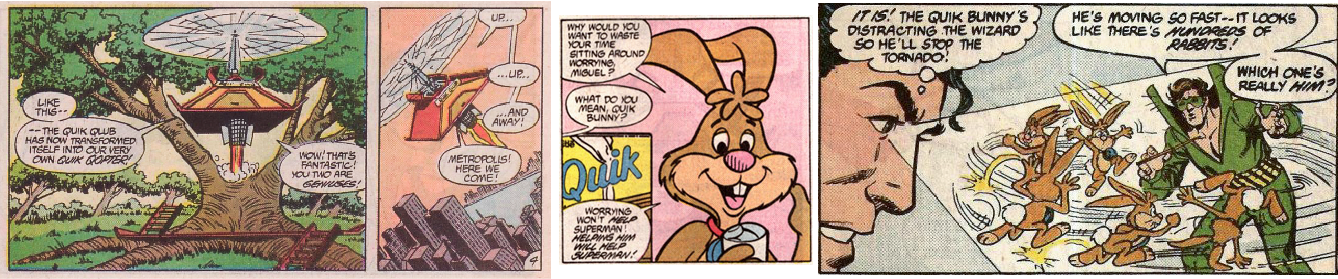 LIKE
THIS--
--THE QUIK QLUB
HAS NOW TRANSFORMED
ITSELF INTO OUR VERY
OWN QUIK QOPTER!
WOW! THAT'S
FANTASTIC!
YOU TWO ARE
GENIUSES!
UP...
...UP...
...AND
AWAY!
METROPOLIS!
HERE WE
COME!
4
WHY WOULD YOU
WANT TO WASTE
YOUR TIME
SITTING AROUND
WORRYING,
MIGUEL?
WHAT DO YOU
MEAN, QUIK
BUNNY?
Quik
WORRYING
WON'T HELP
SUPERMAN!
HELPING HIM
WILL HELP
SUPERMAN!
IT IS! THE QUIK BUNNY'S
DISTRACTING THE WIZARD
SO HE'LL STOP THE
TORNADO!
HE'S MOVING SO FAST--IT LOOKS
LIKE THERE'S HUNDREDS OF
RABBITS!
WHICH ONE'S
REALLY HIM?